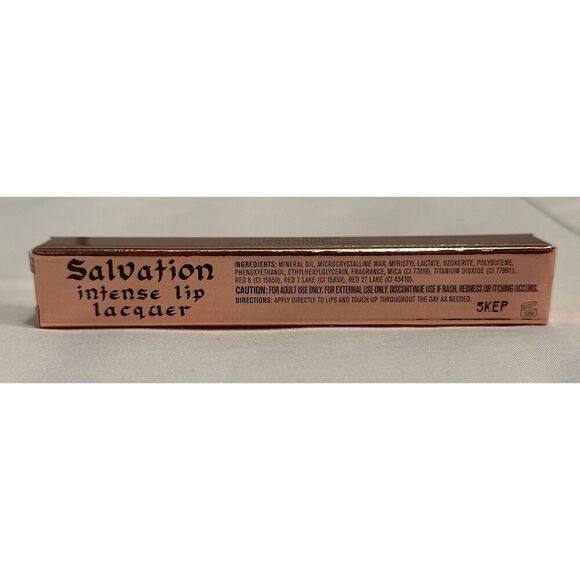 Salvation
intense lip
lacquer
INGREDIENTS: MINERAL OIL, MICROCRYSTALLINE WAX, MYRISTYL LACTATE, OZOKERITE, POLYBUTENE,
PHENOXYETHANOL, ETHYLHEXYLGLYCERIN, FRAGRANCE, MICA (CI 77019), TITANIUM DIOXIDE (CI 77891),
RED 6 (CI 15850), RED 7 LAKE (CI 15850), RED 27 LAKE (CI 45410).
CAUTION: FOR ADULT USE ONLY. FOR EXTERNAL USE ONLY. DISCONTINUE USE IF RASH, REDNESS OR ITCHING OCCURS.
DIRECTIONS: APPLY DIRECTLY TO LIPS AND TOUCH UP THROUGHOUT THE DAY AS NEEDED.
3KEP
12M